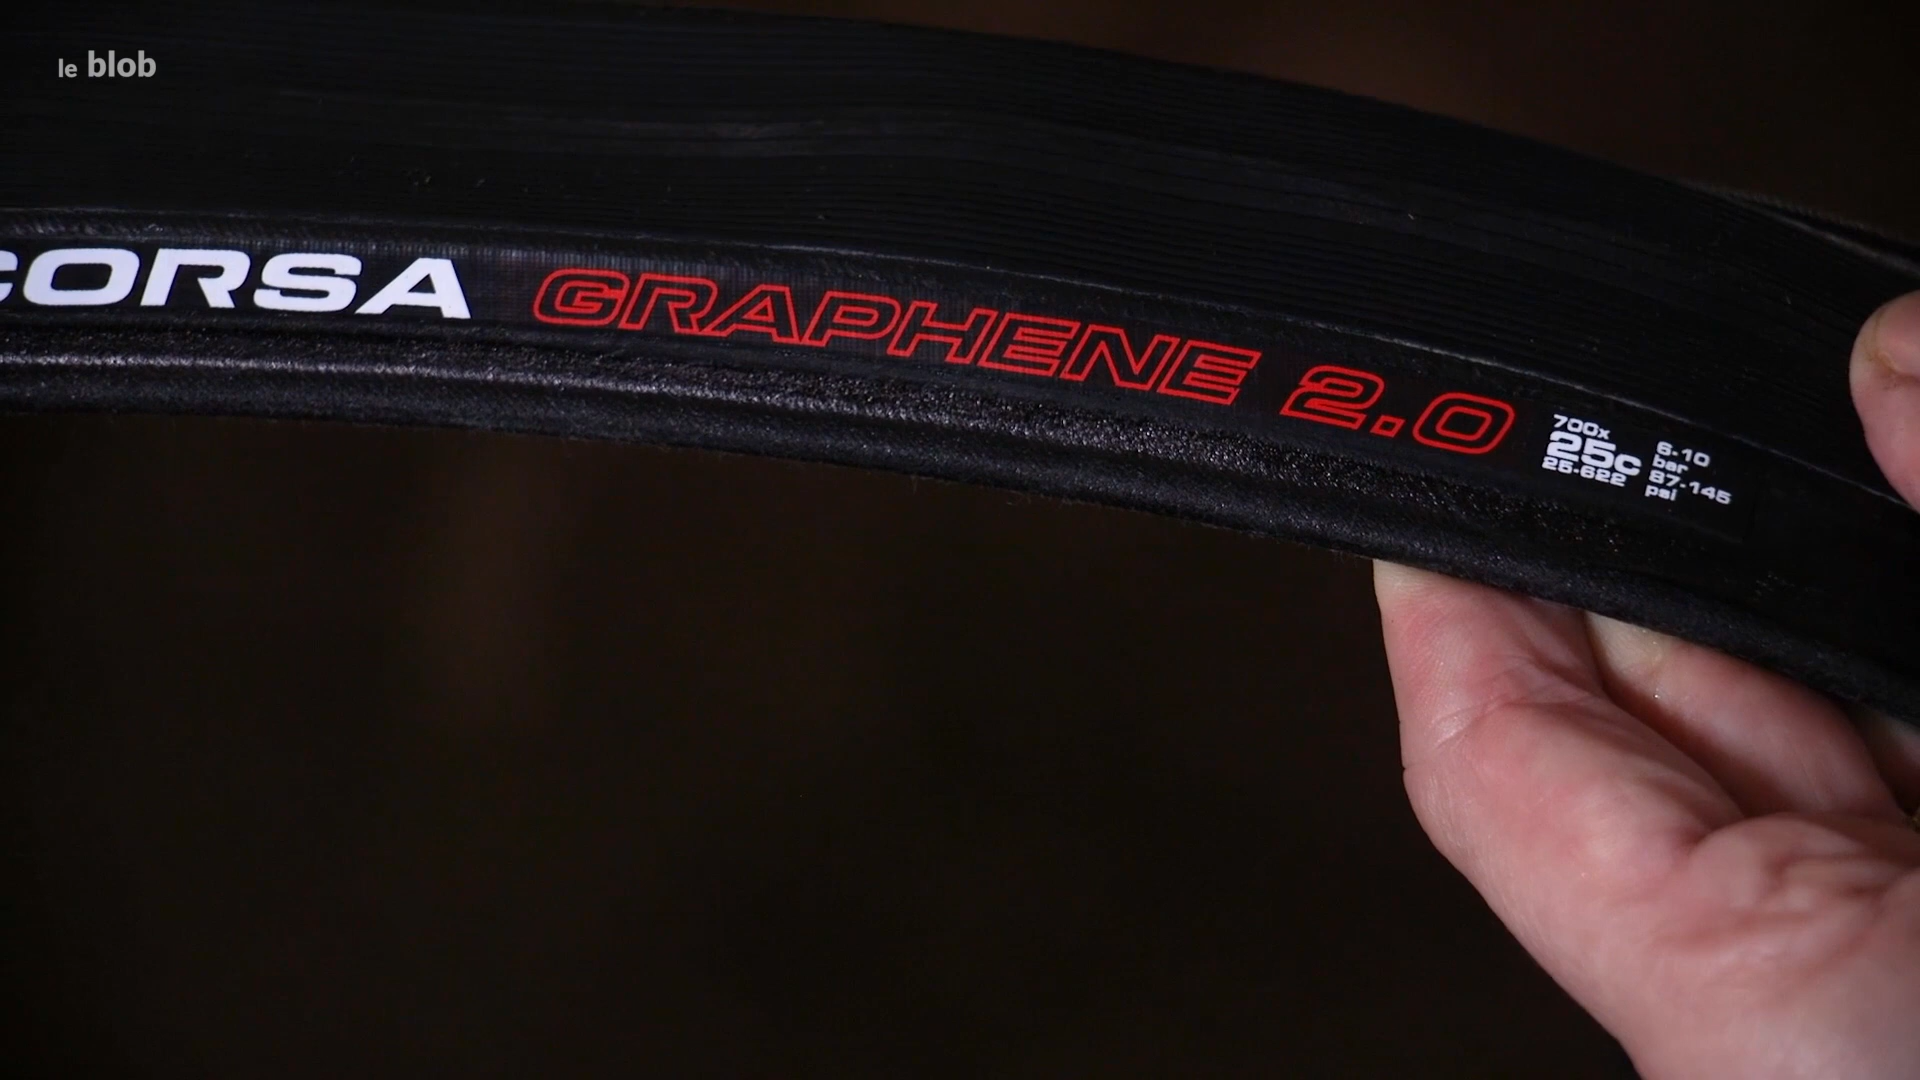 le blob
CORSA GRAPHENE 2.0
700x
25c
25-622
6-10
bar
87-145
psi